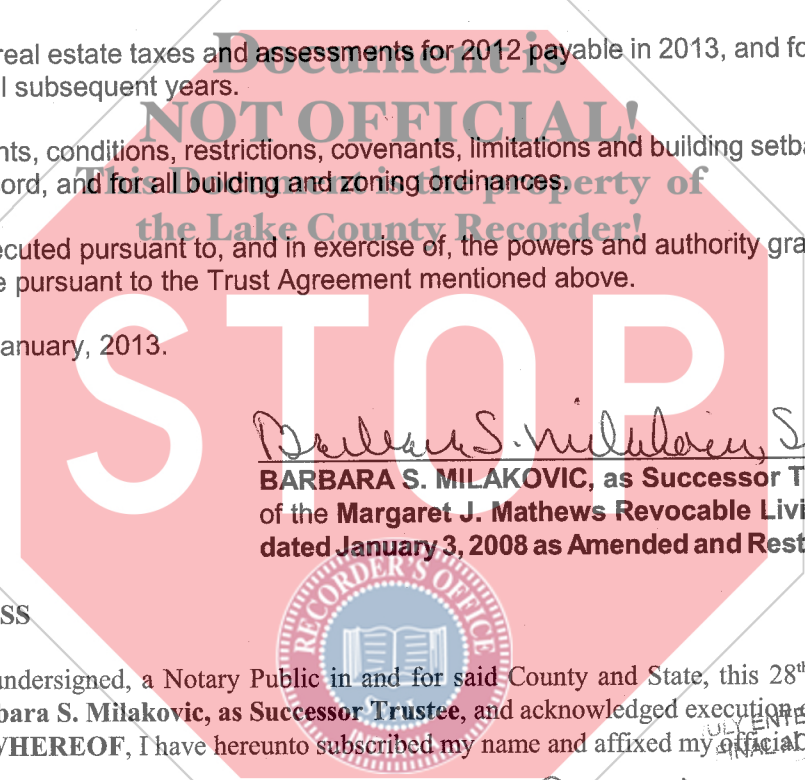 real estate taxes and assessments for 2012 payable in 2013, and fo
Document is
l subsequent years.
NOT OFFICIAL!
nts, conditions, restrictions, covenants, limitations and building setba
ord, and for all building and zoning ordinances.
This Document is the property of
the Lake County Recorder!
ecuted pursuant to, and in exercise of, the powers and authority gra
e pursuant to the Trust Agreement mentioned above.
STOP
anuary, 2013.
Barbara S. Milakovic, S
BARBARA S. MILAKOVIC, as Successor T
of the Margaret J. Mathews Revocable Livi
dated January 3, 2008 as Amended and Rest
RECORDER'S OFFICE
SS
undersigned, a Notary Public in and for said County and State, this 28th
bara S. Milakovic, as Successor Trustee, and acknowledged execution
WHEREOF, I have hereunto subscribed my name and affixed my official
INDIANA